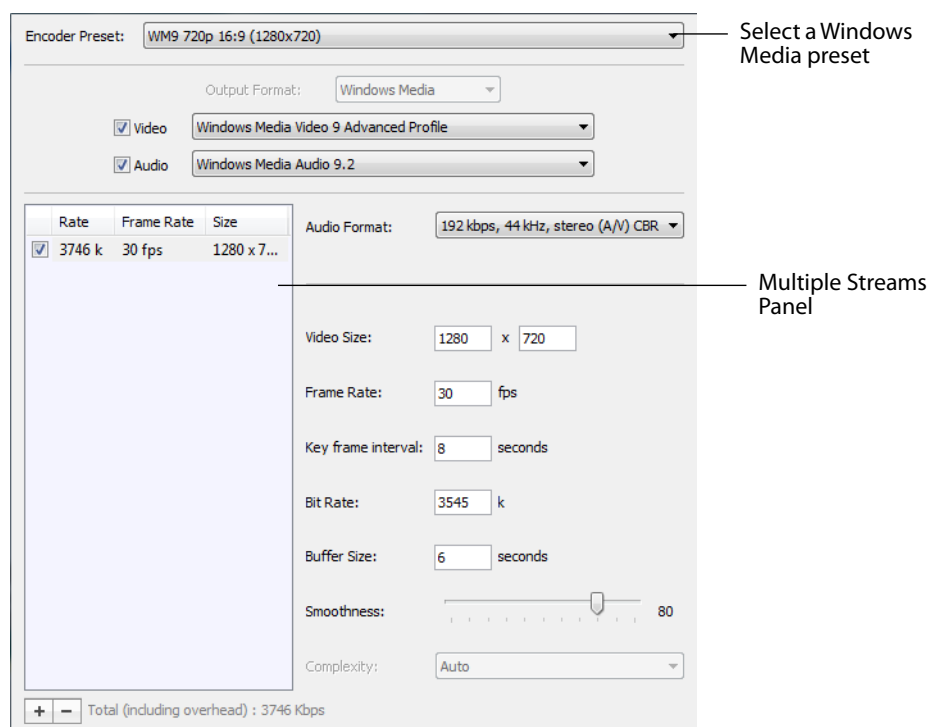 Encoder Preset: WM9 720p 16:9 (1280x720)
Select a Windows
Media preset
Output Format: Windows Media
Video Windows Media Video 9 Advanced Profile
Audio Windows Media Audio 9.2
Rate Frame Rate Size
3746 k 30 fps 1280 x 7...
Audio Format: 192 kbps, 44 kHz, stereo (A/V) CBR
Multiple Streams
Panel
Video Size: 1280 x 720
Frame Rate: 30 fps
Key frame interval: 8 seconds
Bit Rate: 3545 k
Buffer Size: 6 seconds
Smoothness: 80
Complexity: Auto
+ − Total (including overhead) : 3746 Kbps